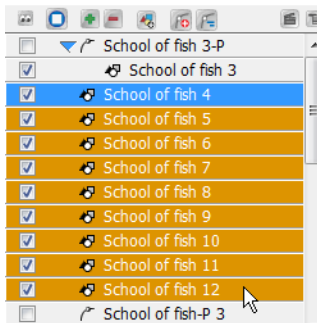 School of fish 3-P
School of fish 3
School of fish 4
School of fish 5
School of fish 6
School of fish 7
School of fish 8
School of fish 9
School of fish 10
School of fish 11
School of fish 12
School of fish-P 3